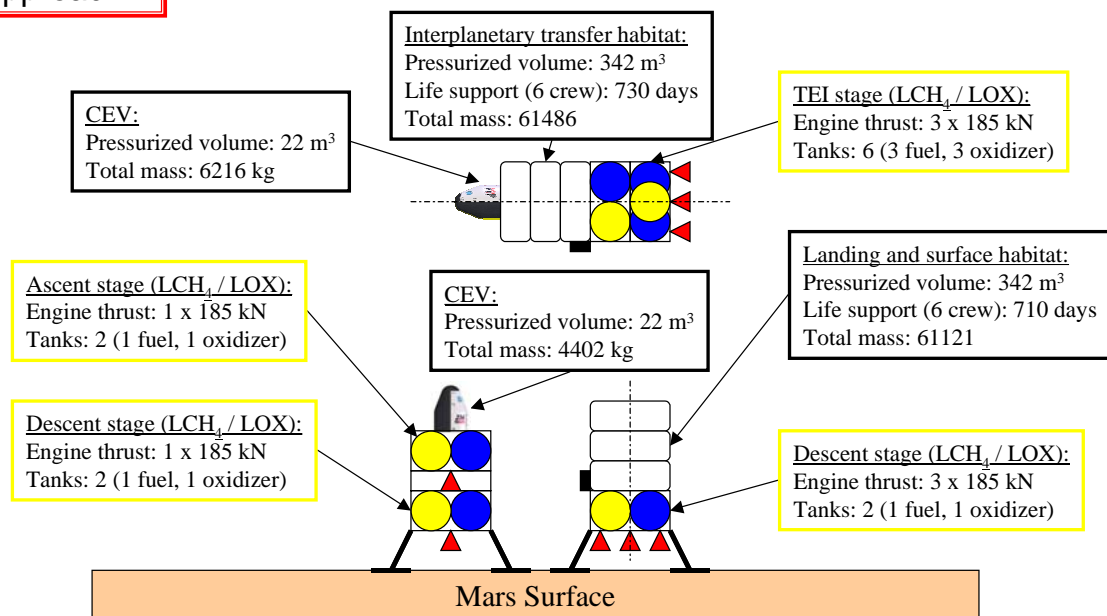 Interplanetary transfer habitat:
Pressurized volume: 342 m³
Life support (6 crew): 730 days
Total mass: 61486
TEI stage (LCH₄ / LOX):
Engine thrust: 3 x 185 kN
Tanks: 6 (3 fuel, 3 oxidizer)
CEV:
Pressurized volume: 22 m³
Total mass: 6216 kg
Landing and surface habitat:
Pressurized volume: 342 m³
Life support (6 crew): 710 days
Total mass: 61121
Ascent stage (LCH₄ / LOX):
Engine thrust: 1 x 185 kN
Tanks: 2 (1 fuel, 1 oxidizer)
CEV:
Pressurized volume: 22 m³
Total mass: 4402 kg
Descent stage (LCH₄ / LOX):
Engine thrust: 1 x 185 kN
Tanks: 2 (1 fuel, 1 oxidizer)
Descent stage (LCH₄ / LOX):
Engine thrust: 3 x 185 kN
Tanks: 2 (1 fuel, 1 oxidizer)
Mars Surface